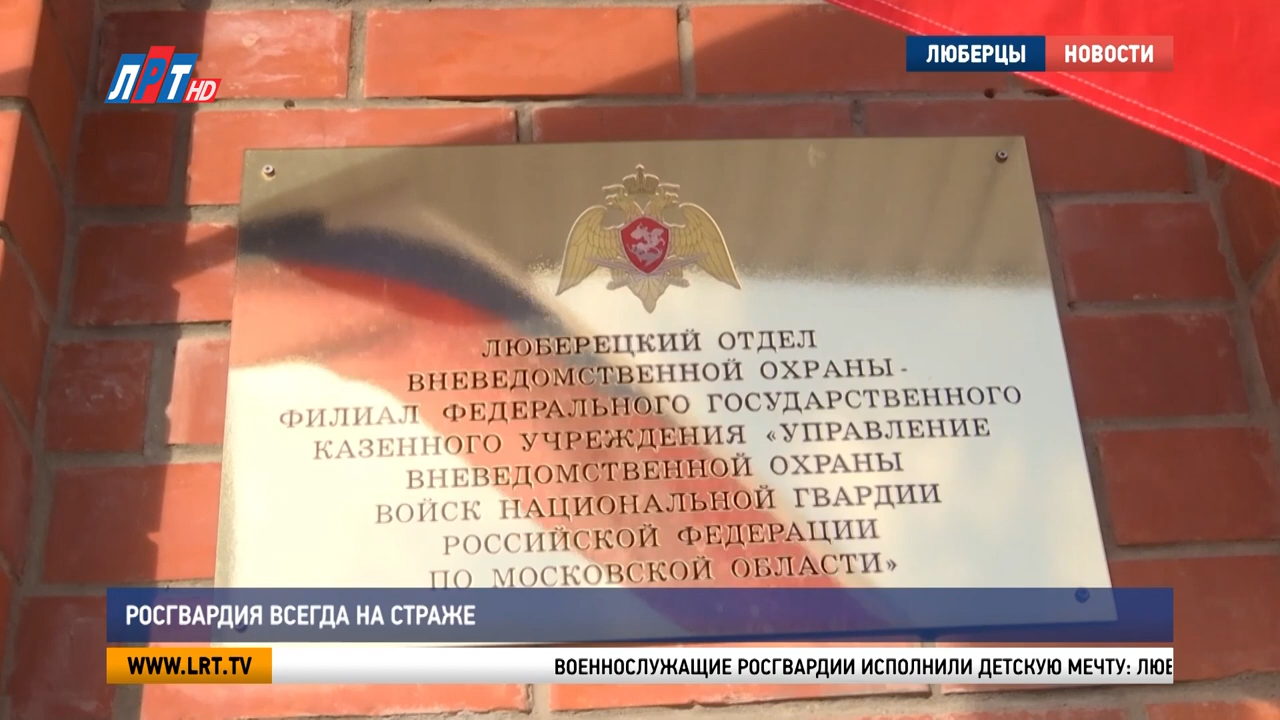 ЛРТ HD
ЛЮБЕРЦЫ НОВОСТИ
ЛЮБЕРЕЦКИЙ ОТДЕЛ
ВНЕВЕДОМСТВЕННОЙ ОХРАНЫ -
ФИЛИАЛ ФЕДЕРАЛЬНОГО ГОСУДАРСТВЕННОГО
КАЗЕННОГО УЧРЕЖДЕНИЯ «УПРАВЛЕНИЕ
ВНЕВЕДОМСТВЕННОЙ ОХРАНЫ
ВОЙСК НАЦИОНАЛЬНОЙ ГВАРДИИ
РОССИЙСКОЙ ФЕДЕРАЦИИ
ПО МОСКОВСКОЙ ОБЛАСТИ»
РОСГВАРДИЯ ВСЕГДА НА СТРАЖЕ
WWW.LRT.TV
ВОЕННОСЛУЖАЩИЕ РОСГВАРДИИ ИСПОЛНИЛИ ДЕТСКУЮ МЕЧТУ: ЛЮБ